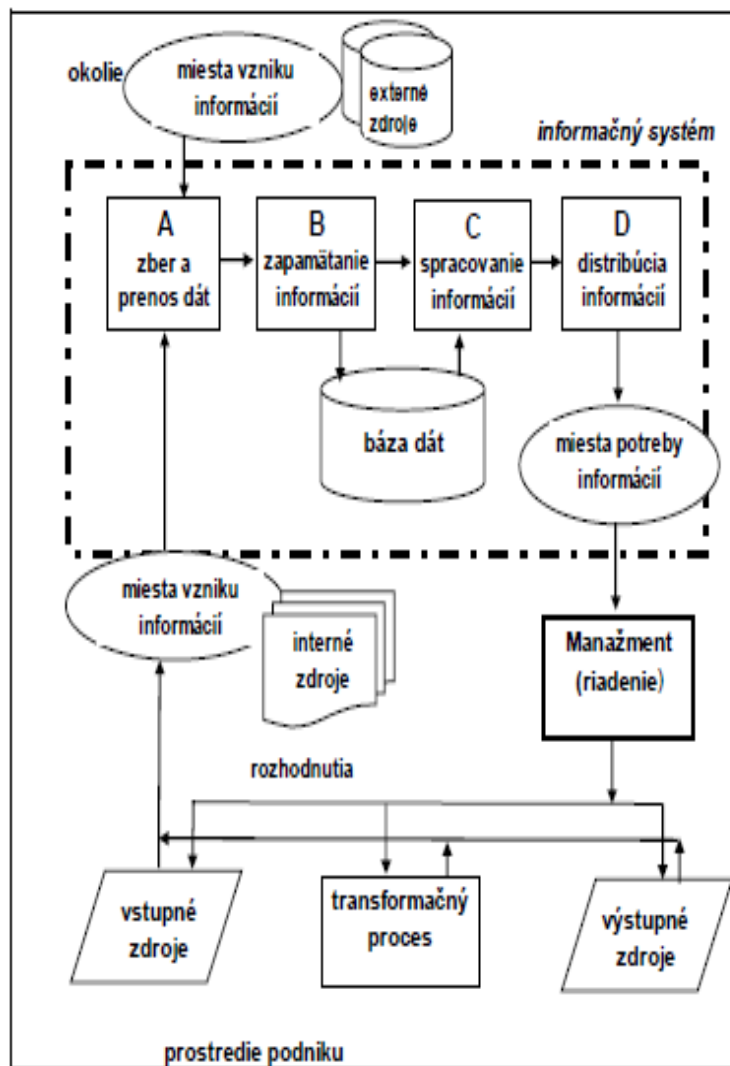 okolie
miesta vzniku
informácií
externé
zdroje
informačný systém
A
zber a
prenos dát
B
zapamätanie
informácií
C
spracovanie
informácií
D
distribúcia
informácií
báza dát
miesta potreby
informácií
miesta vzniku
informácií
interné
zdroje
Manažment
(riadenie)
rozhodnutia
vstupné
zdroje
transformačný
proces
výstupné
zdroje
prostredie podniku